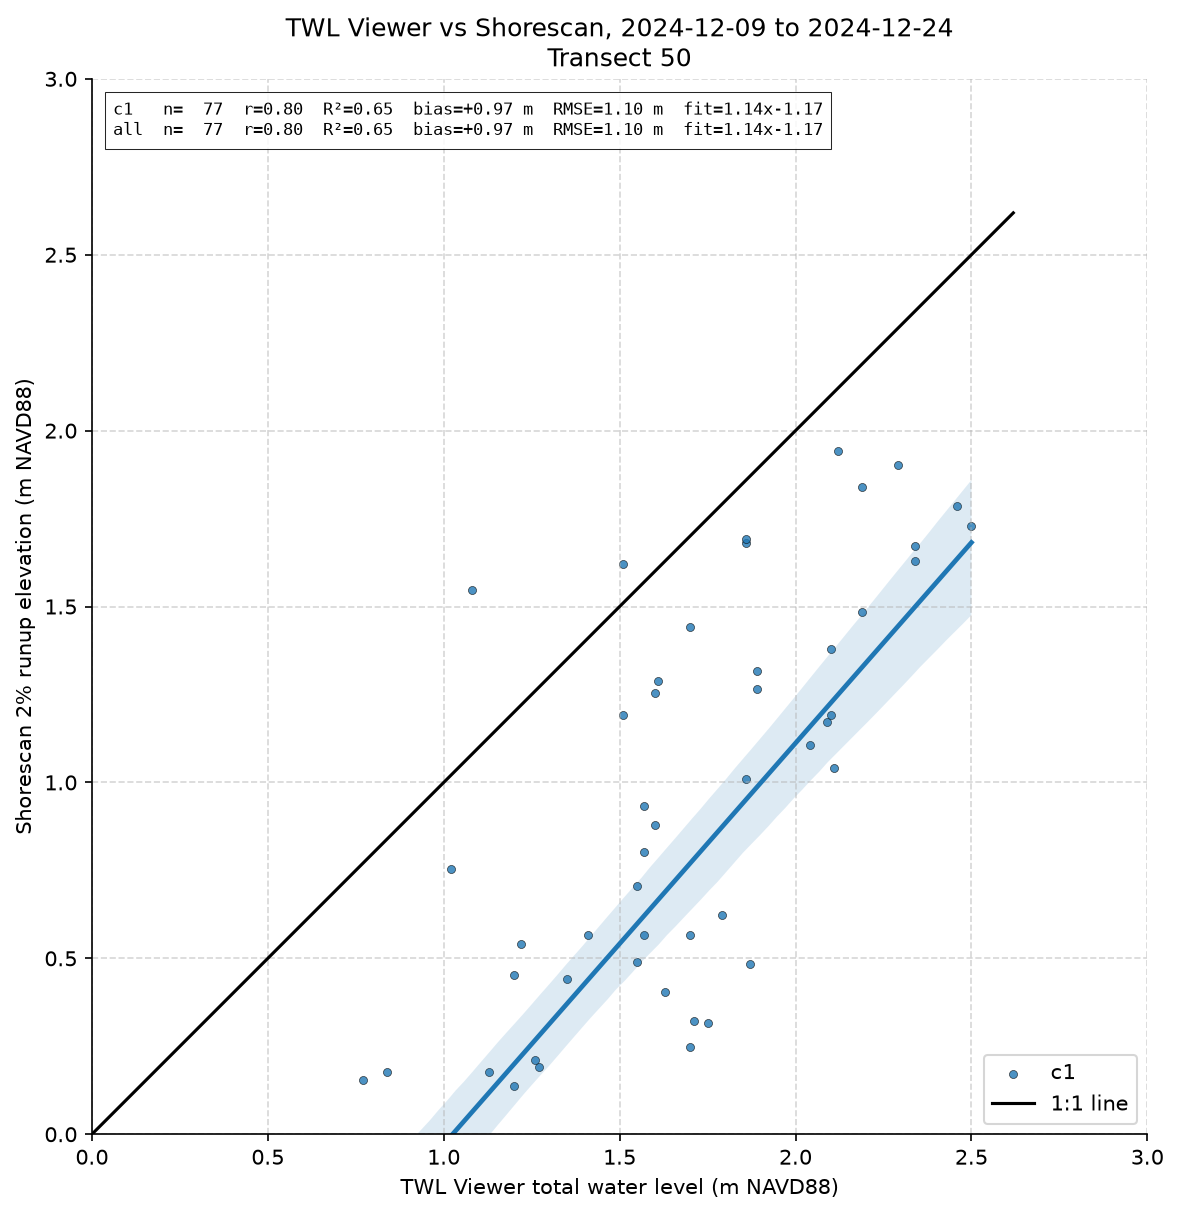 TWL Viewer vs Shorescan, 2024-12-09 to 2024-12-24
Transect 50
c1   n=  77  r=0.80  R²=0.65  bias=+0.97 m  RMSE=1.10 m  fit=1.14x-1.17
all  n=  77  r=0.80  R²=0.65  bias=+0.97 m  RMSE=1.10 m  fit=1.14x-1.17
3.0
2.5
2.0
1.5
1.0
0.5
0.0
Shorescan 2% runup elevation (m NAVD88)
c1
1:1 line
0.0 0.5 1.0 1.5 2.0 2.5 3.0
TWL Viewer total water level (m NAVD88)